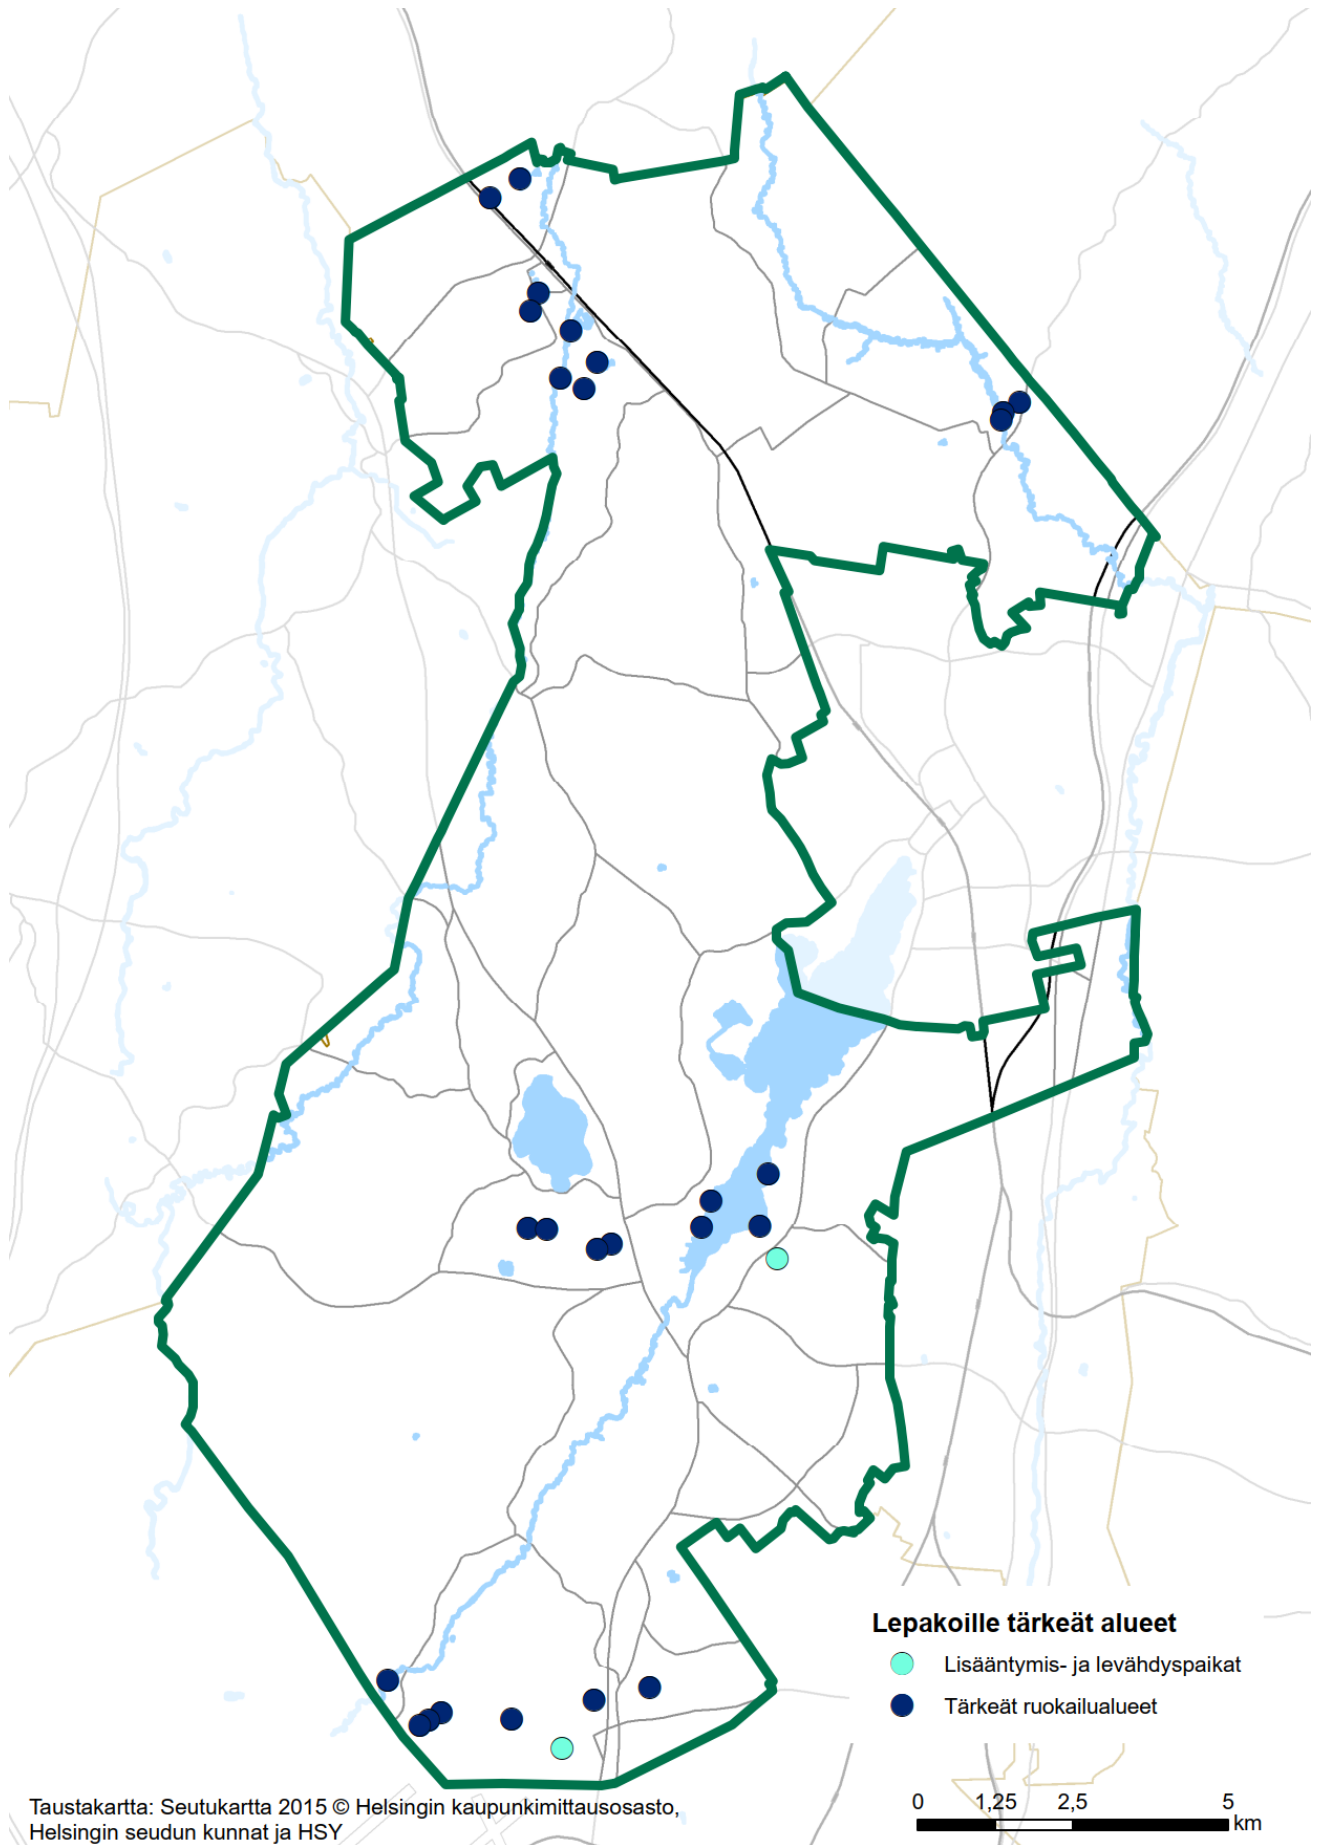 Lepakoille tärkeät alueet
Lisääntymis- ja levähdyspaikat
Tärkeät ruokailualueet
0 1,25 2,5 5
km
Taustakartta: Seutukartta 2015 © Helsingin kaupunkimittausosasto,
Helsingin seudun kunnat ja HSY